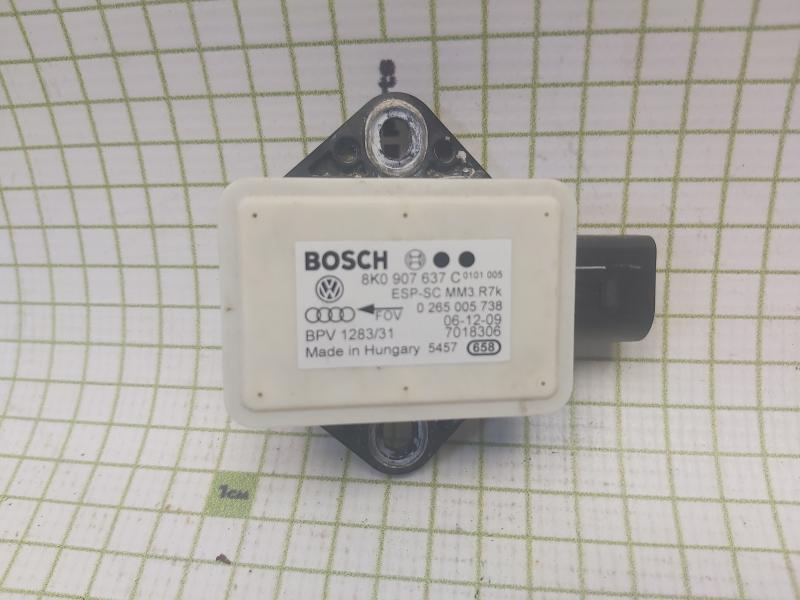 BOSCH
8K0 907 637 C 0101 005
ESP-SC MM3 R7k
0 265 005 738
FOV
06-12-09
BPV 1283/31 7018306
Made in Hungary 5457 658
1см